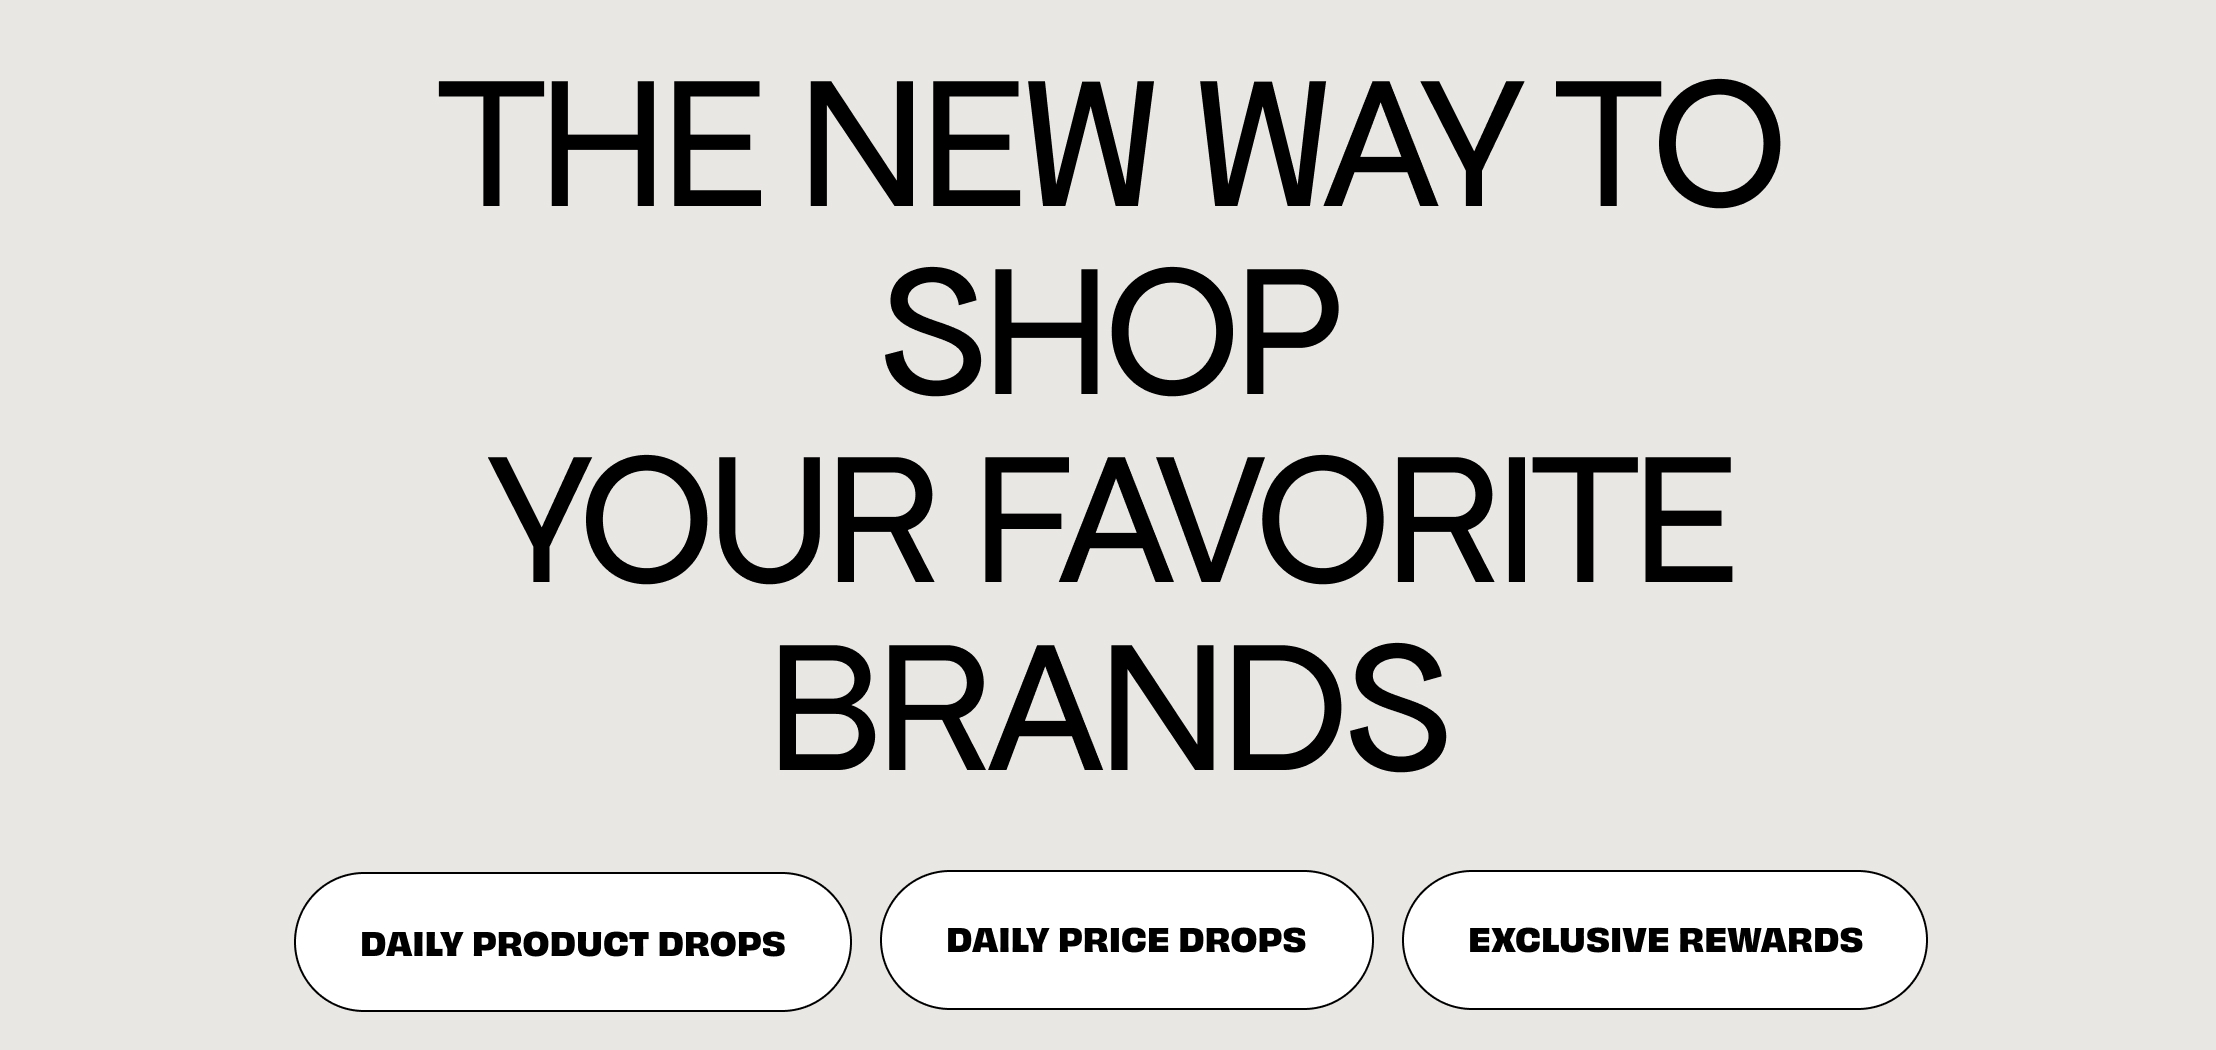 THE NEW WAY TO
SHOP
YOUR FAVORITE
BRANDS
DAILY PRODUCT DROPS
DAILY PRICE DROPS
EXCLUSIVE REWARDS